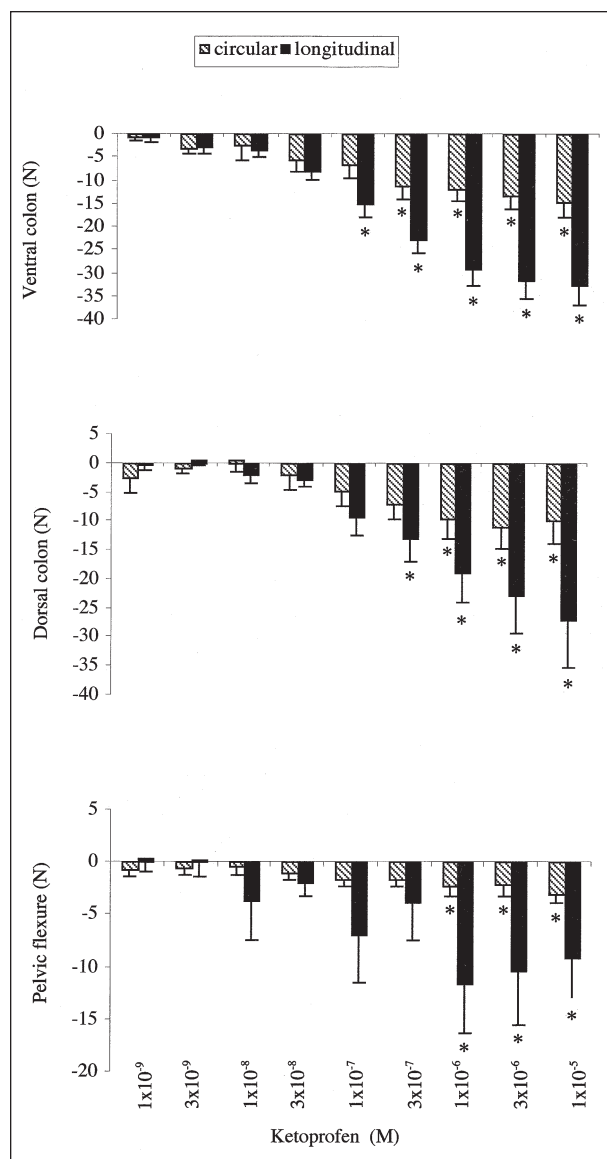 circular longitudinal
Ventral colon (N)
0
-5
-10
-15
-20
-25
-30
-35
-40
* * * * *
* * * *
Dorsal colon (N)
5
0
-5
-10
-15
-20
-25
-30
-35
-40
* * * *
* * *
Pelvic flexure (N)
5
0
-5
-10
-15
-20
* * *
* * *
1x10⁻⁹ 3x10⁻⁹ 1x10⁻⁸ 3x10⁻⁸ 1x10⁻⁷ 3x10⁻⁷ 1x10⁻⁶ 3x10⁻⁶ 1x10⁻⁵
Ketoprofen (M)